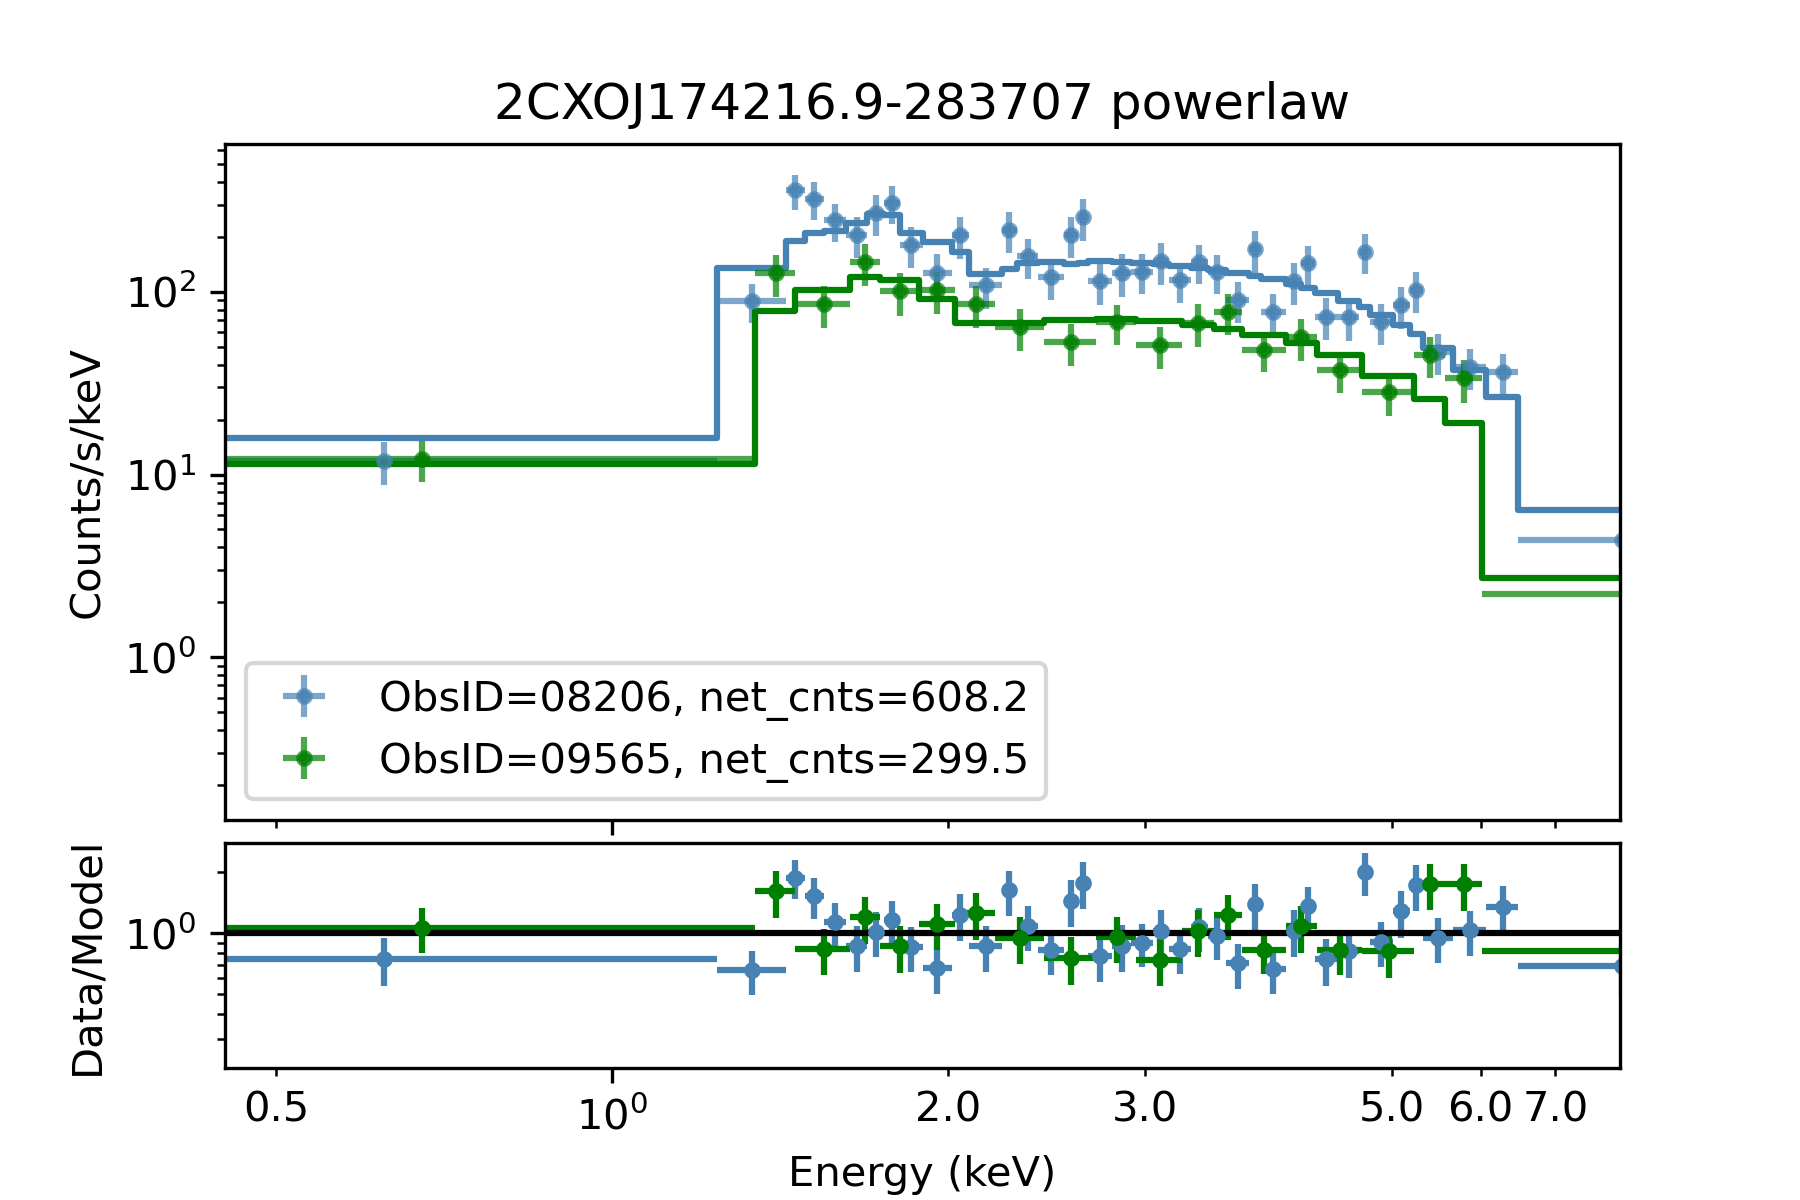 2CXOJ174216.9-283707 powerlaw
Counts/s/keV
10²
10¹
10⁰
ObsID=08206, net_cnts=608.2
ObsID=09565, net_cnts=299.5
Data/Model
10⁰
0.5 10⁰ 2.0 3.0 5.0 6.0 7.0
Energy (keV)